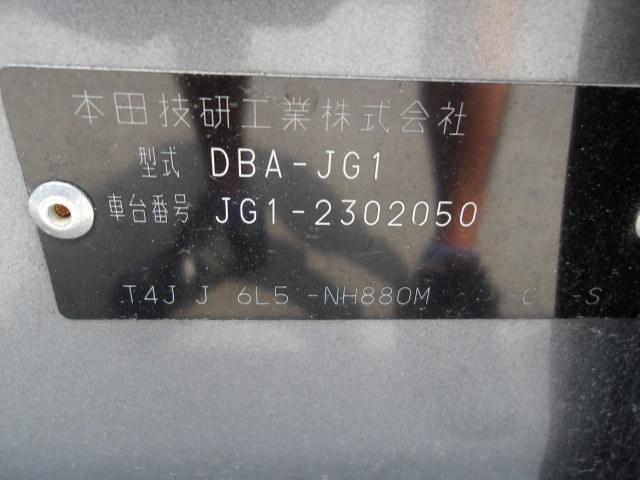 本田技研工業株式会社
型式 DBA-JG1
車台番号 JG1-2302050
T4J J 6L5 -NH880M -C -S